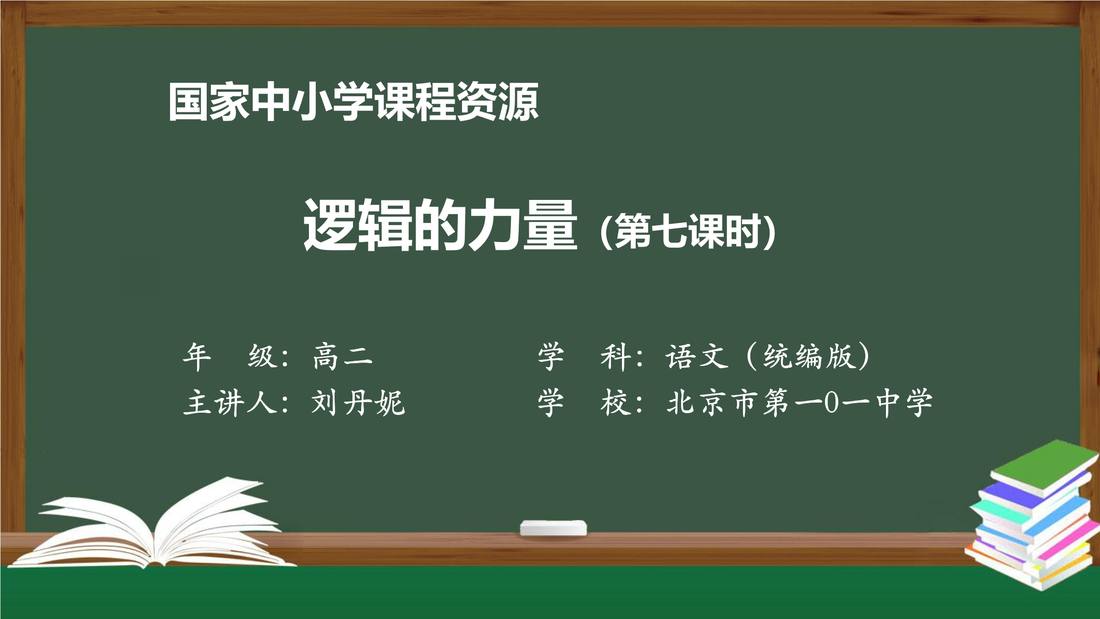 国家中小学课程资源
逻辑的力量（第七课时）
年 级：高二 学 科：语文（统编版）
主讲人：刘丹妮 学 校：北京市第一0一中学